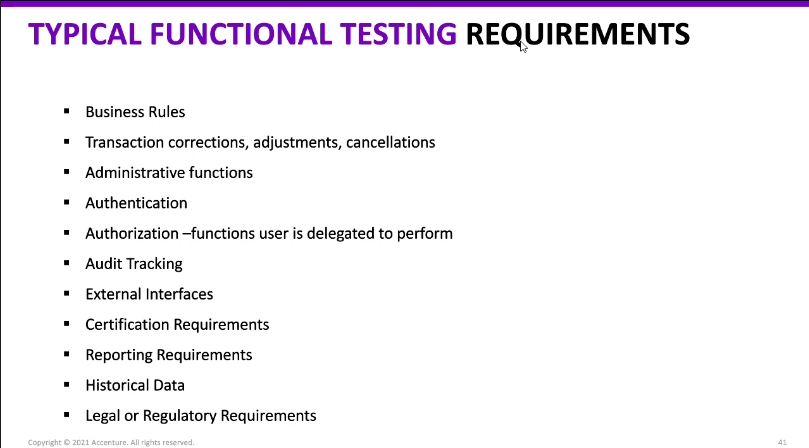 TYPICAL FUNCTIONAL TESTING REQUIREMENTS
▪ Business Rules
▪ Transaction corrections, adjustments, cancellations
▪ Administrative functions
▪ Authentication
▪ Authorization –functions user is delegated to perform
▪ Audit Tracking
▪ External Interfaces
▪ Certification Requirements
▪ Reporting Requirements
▪ Historical Data
▪ Legal or Regulatory Requirements
Copyright © 2021 Accenture. All rights reserved. 41